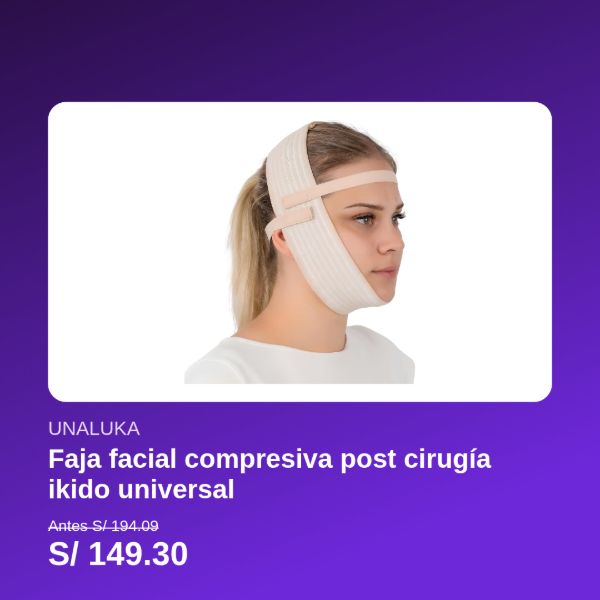 UNALUKA
Faja facial compresiva post cirugía
ikido universal
Antes S/ 194.09
S/ 149.30